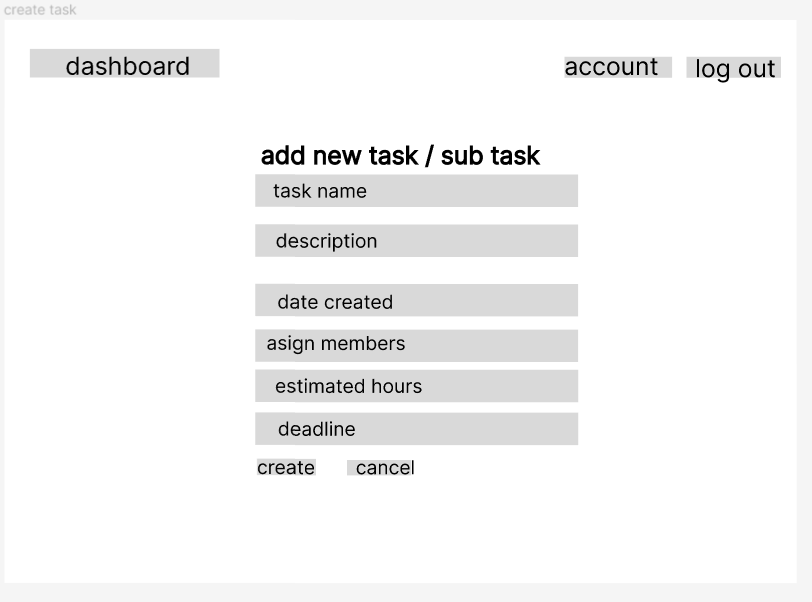 create task
dashboard
account
log out
add new task / sub task
task name
description
date created
asign members
estimated hours
deadline
create
cancel